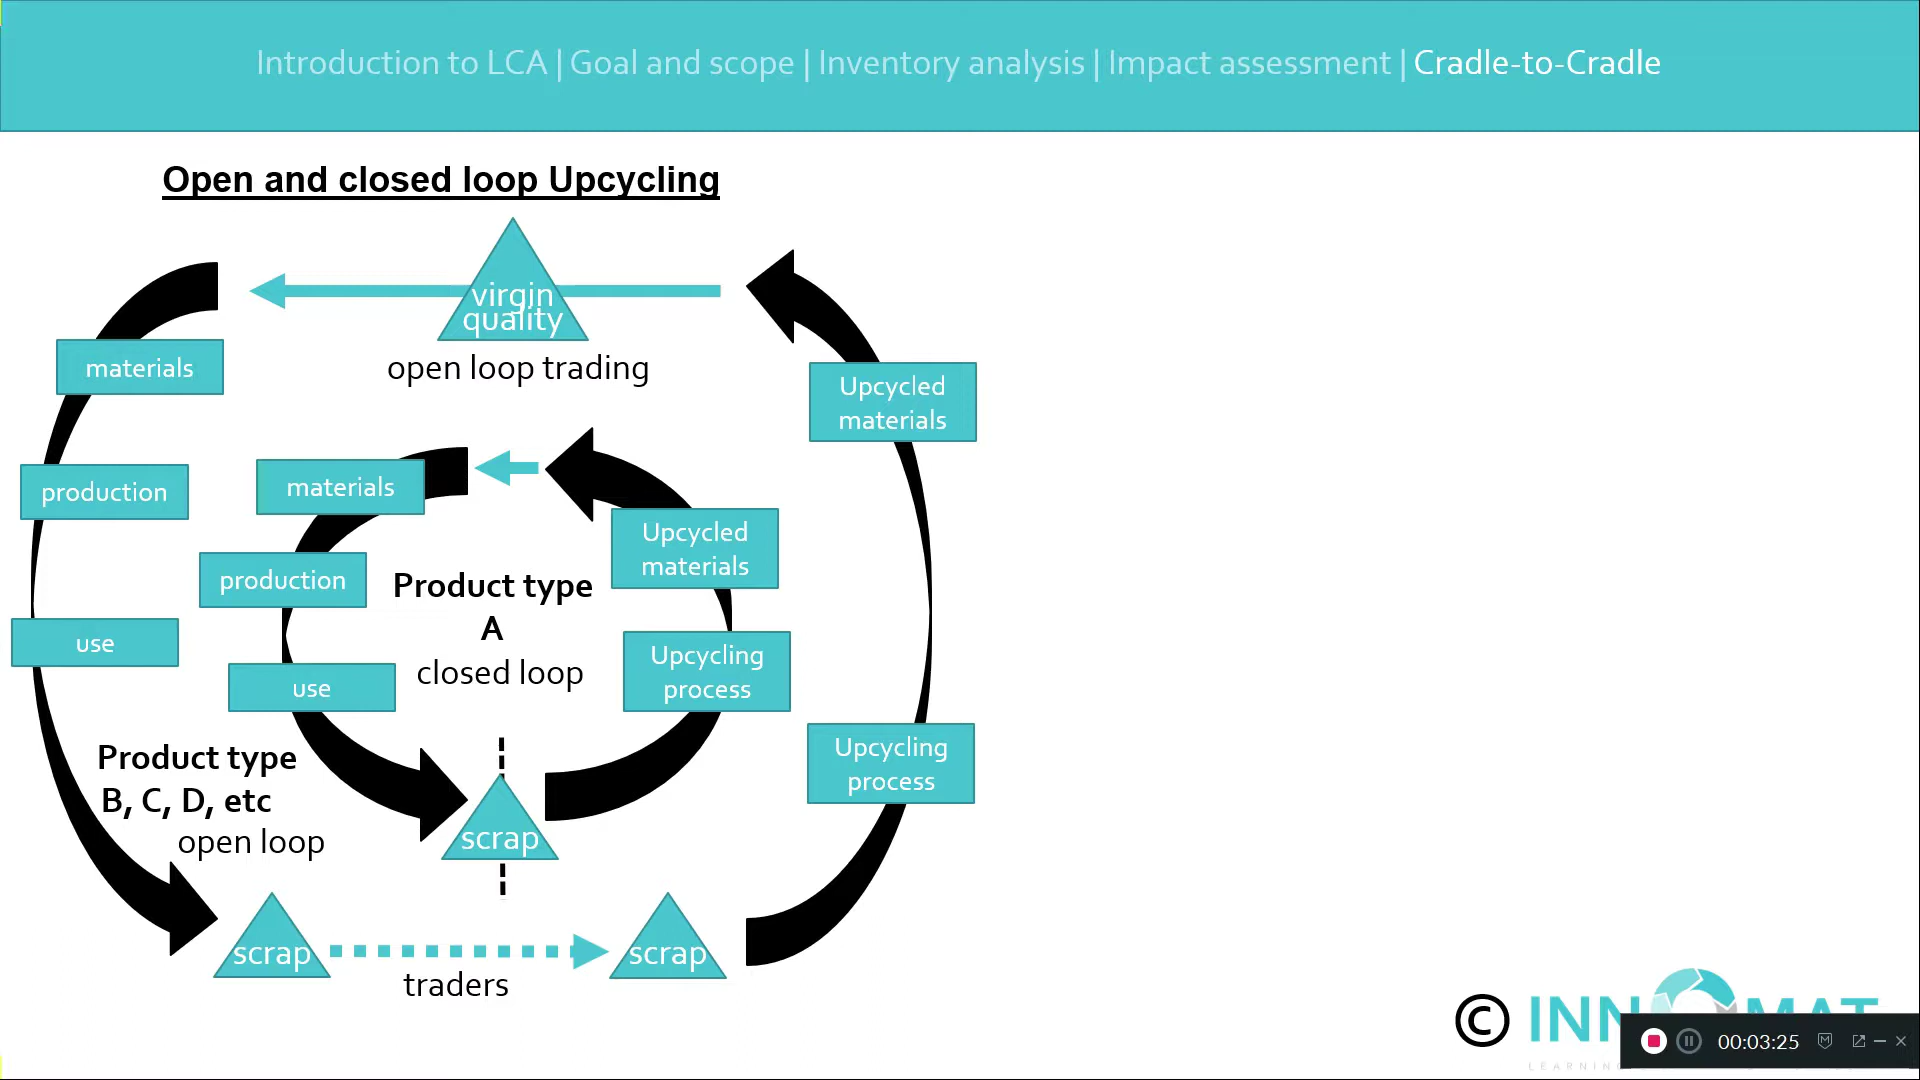 Introduction to LCA | Goal and scope | Inventory analysis | Impact assessment | Cradle-to-Cradle
Open and closed loop Upcycling
virgin
quality
open loop trading
materials
Upcycled
materials
production
materials
Upcycled
materials
production
Product type
A
closed loop
use
Upcycling
process
use
Product type
B, C, D, etc
open loop
Upcycling
process
scrap
scrap
traders
scrap
© INN MAT
LEARNING
00:03:25